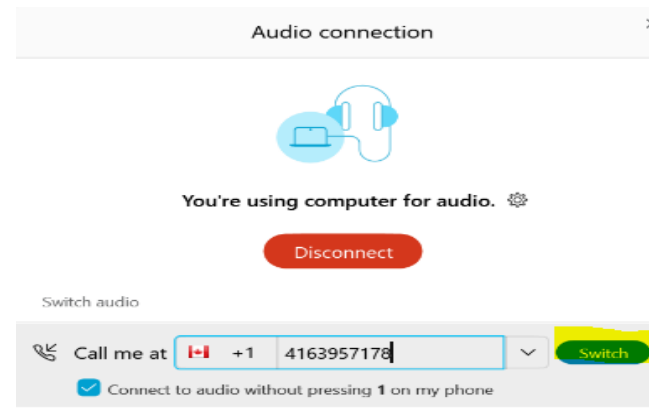 Audio connection
You're using computer for audio.
Disconnect
Switch audio
Call me at +1 4163957178 Switch
Connect to audio without pressing 1 on my phone